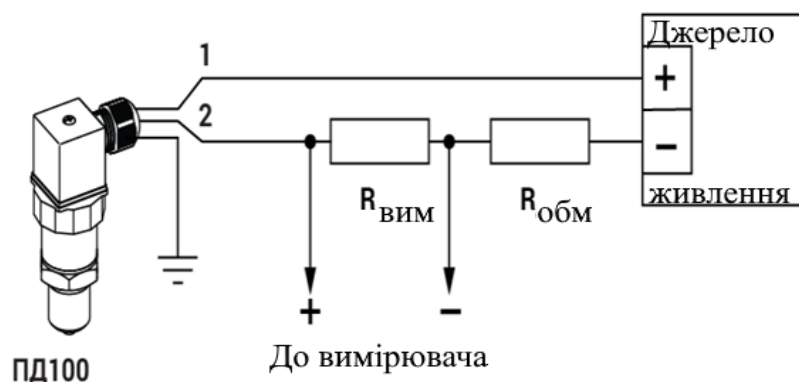 1
2
Джерело
+
−
живлення
Rвим
Rобм
+
−
До вимірювача
ПД100